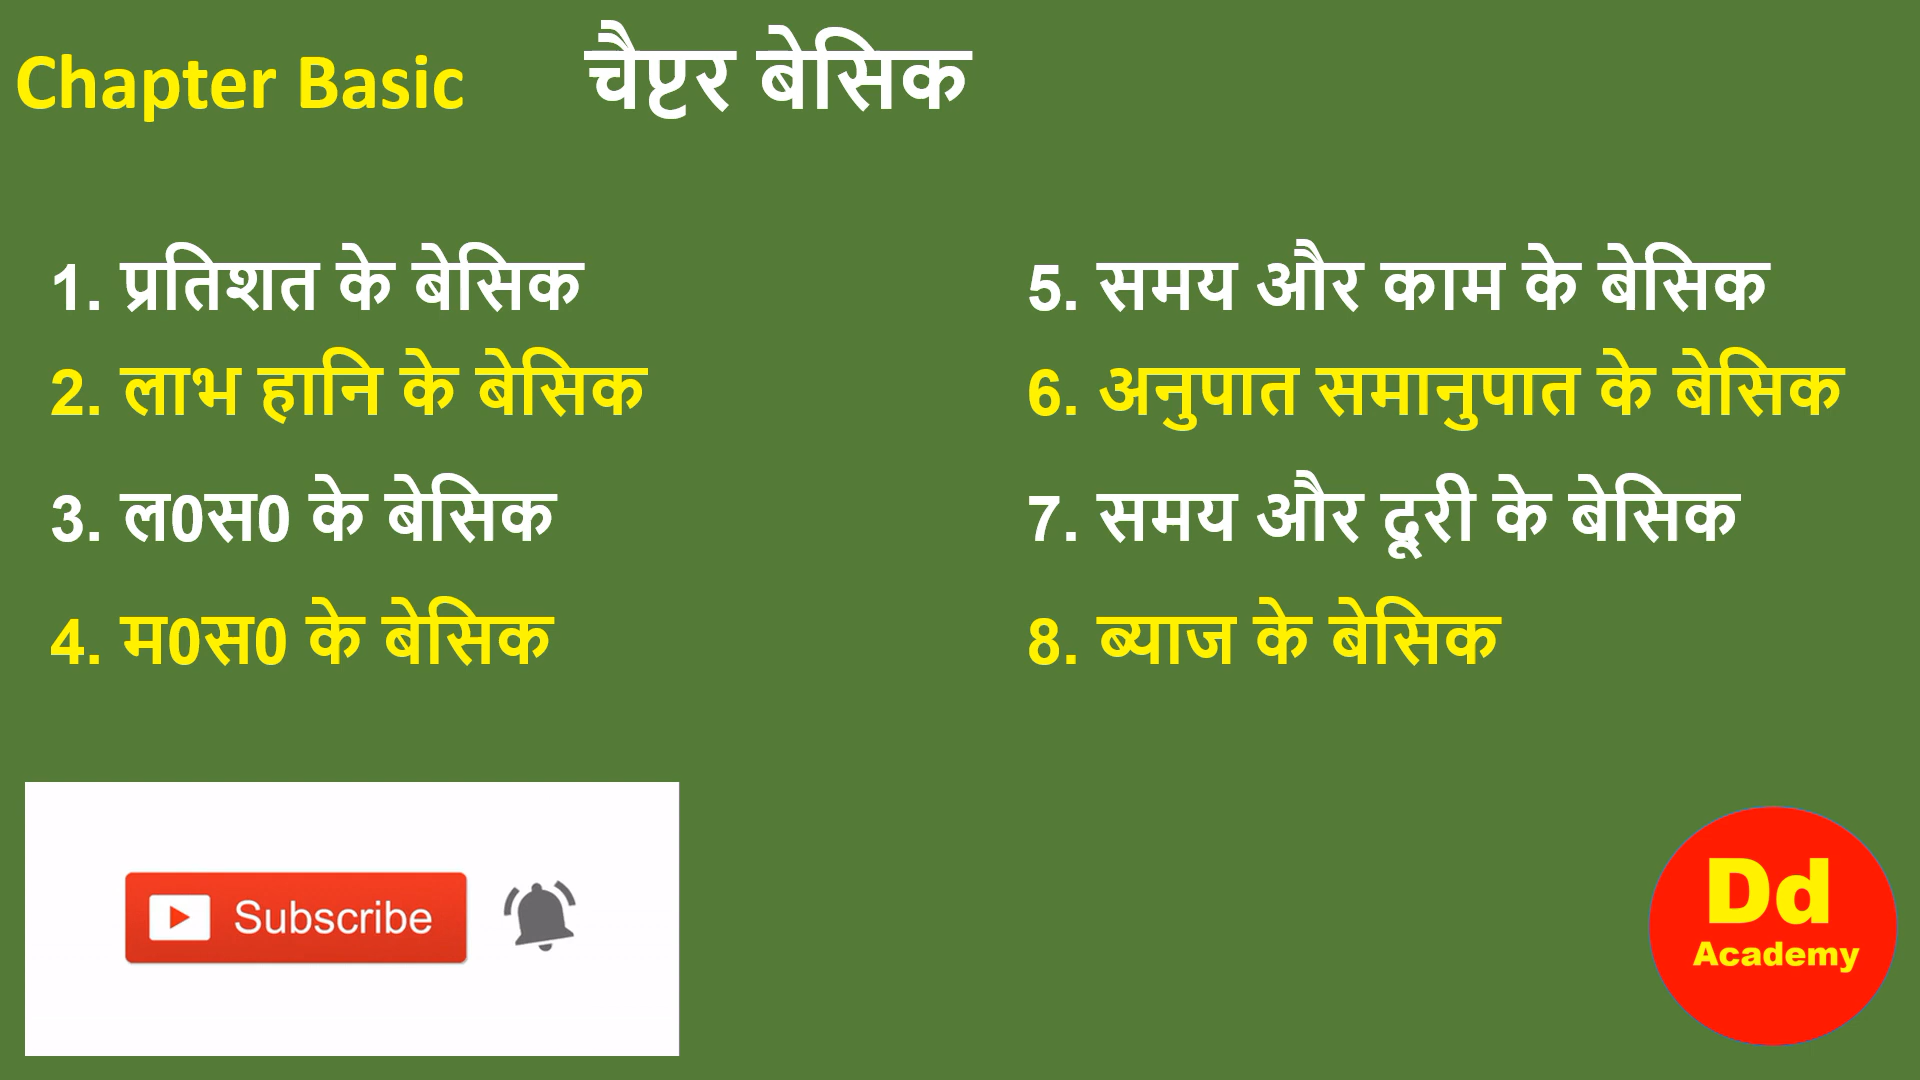 Chapter Basic चैप्टर बेसिक
1. प्रतिशत के बेसिक
2. लाभ हानि के बेसिक
3. ल0स0 के बेसिक
4. म0स0 के बेसिक
5. समय और काम के बेसिक
6. अनुपात समानुपात के बेसिक
7. समय और दूरी के बेसिक
8. ब्याज के बेसिक
Subscribe
Dd
Academy